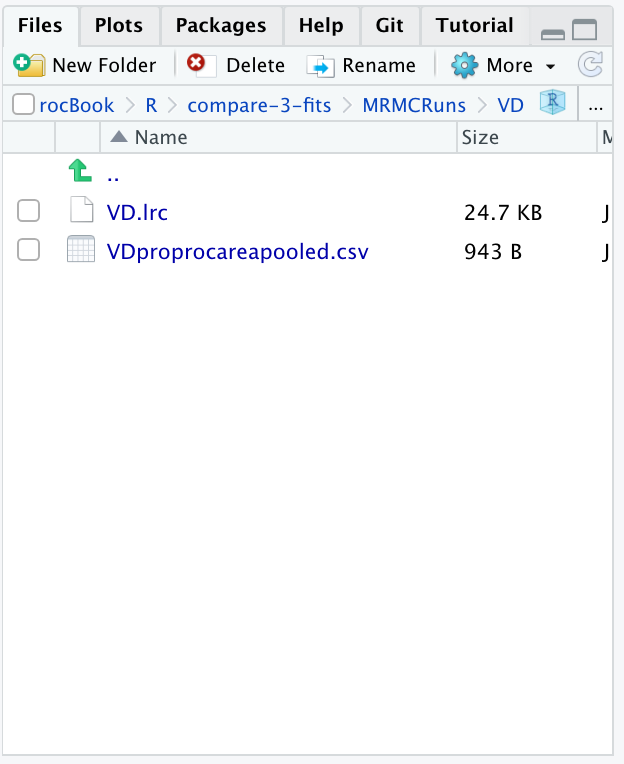 Files Plots Packages Help Git Tutorial
New Folder Delete Rename More
rocBook R compare-3-fits MRMCRuns VD R ...
Name Size M
..
VD.lrc 24.7 KB J
VDproprocareapooled.csv 943 B J